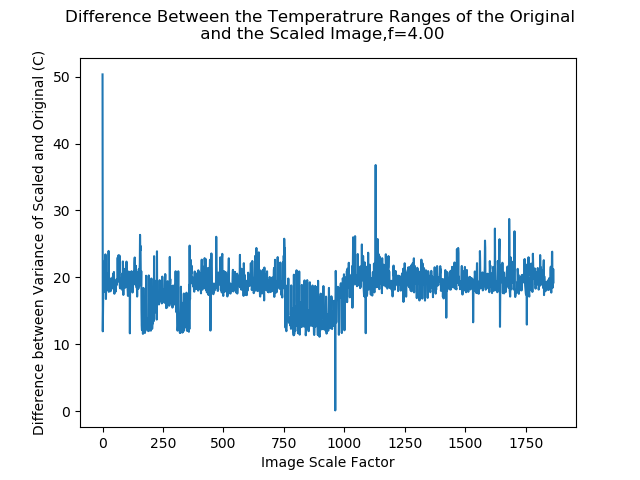 Difference Between the Temperatrure Ranges of the Original
and the Scaled Image,f=4.00
Difference between Variance of Scaled and Original (C)
50
40
30
20
10
0
0 250 500 750 1000 1250 1500 1750
Image Scale Factor